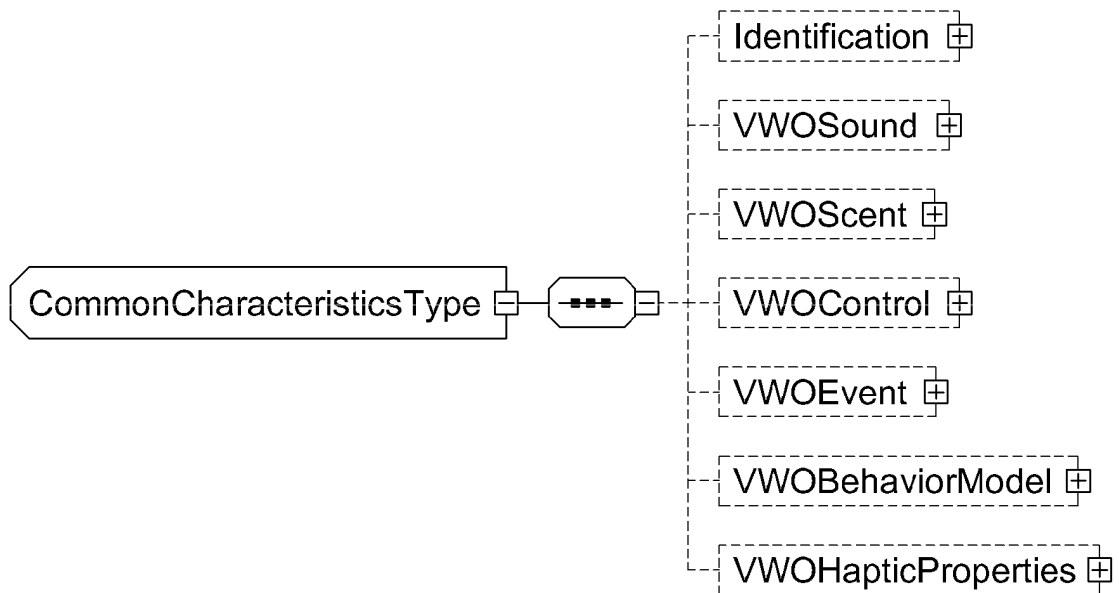 Identification
VWOSound
VWOScent
CommonCharacteristicsType
VWOControl
VWOEvent
VWOBehaviorModel
VWOHapticProperties